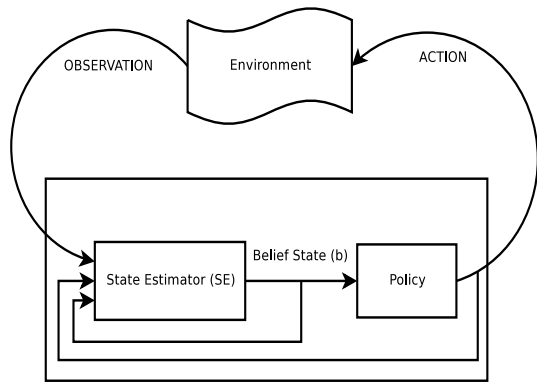 OBSERVATION
Environment
ACTION
State Estimator (SE)
Belief State (b)
Policy